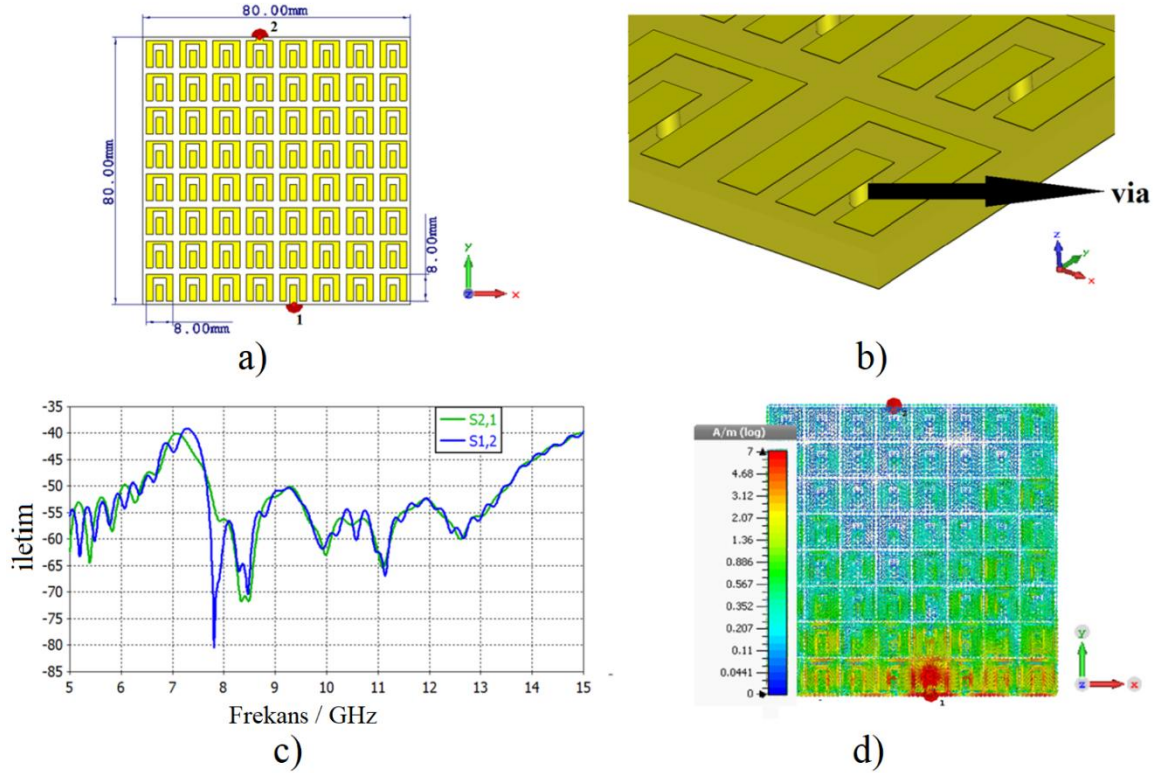 80.00mm
2
80.00mm
8.00mm
8.00mm
1
y
x
z
a)
via
z
y
x
b)
iletim
-35
-40
-45
-50
-55
-60
-65
-70
-75
-80
-85
S2,1
S1,2
5 6 7 8 9 10 11 12 13 14 15
Frekans / GHz
c)
A/m (log)
7
4.68
3.12
2.07
1.36
0.886
0.567
0.352
0.207
0.11
0.0441
0
1
y
z
x
d)